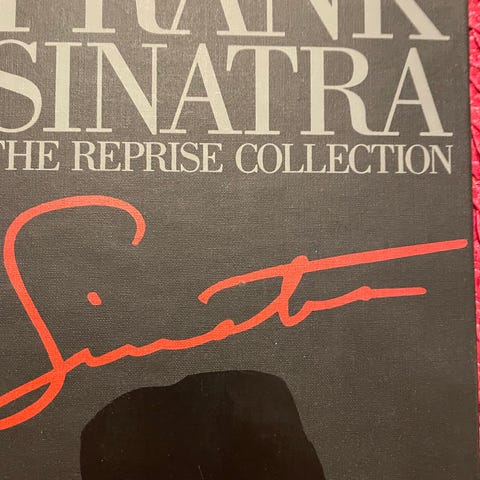 FRANK
SINATRA
THE REPRISE COLLECTION
Sinatra